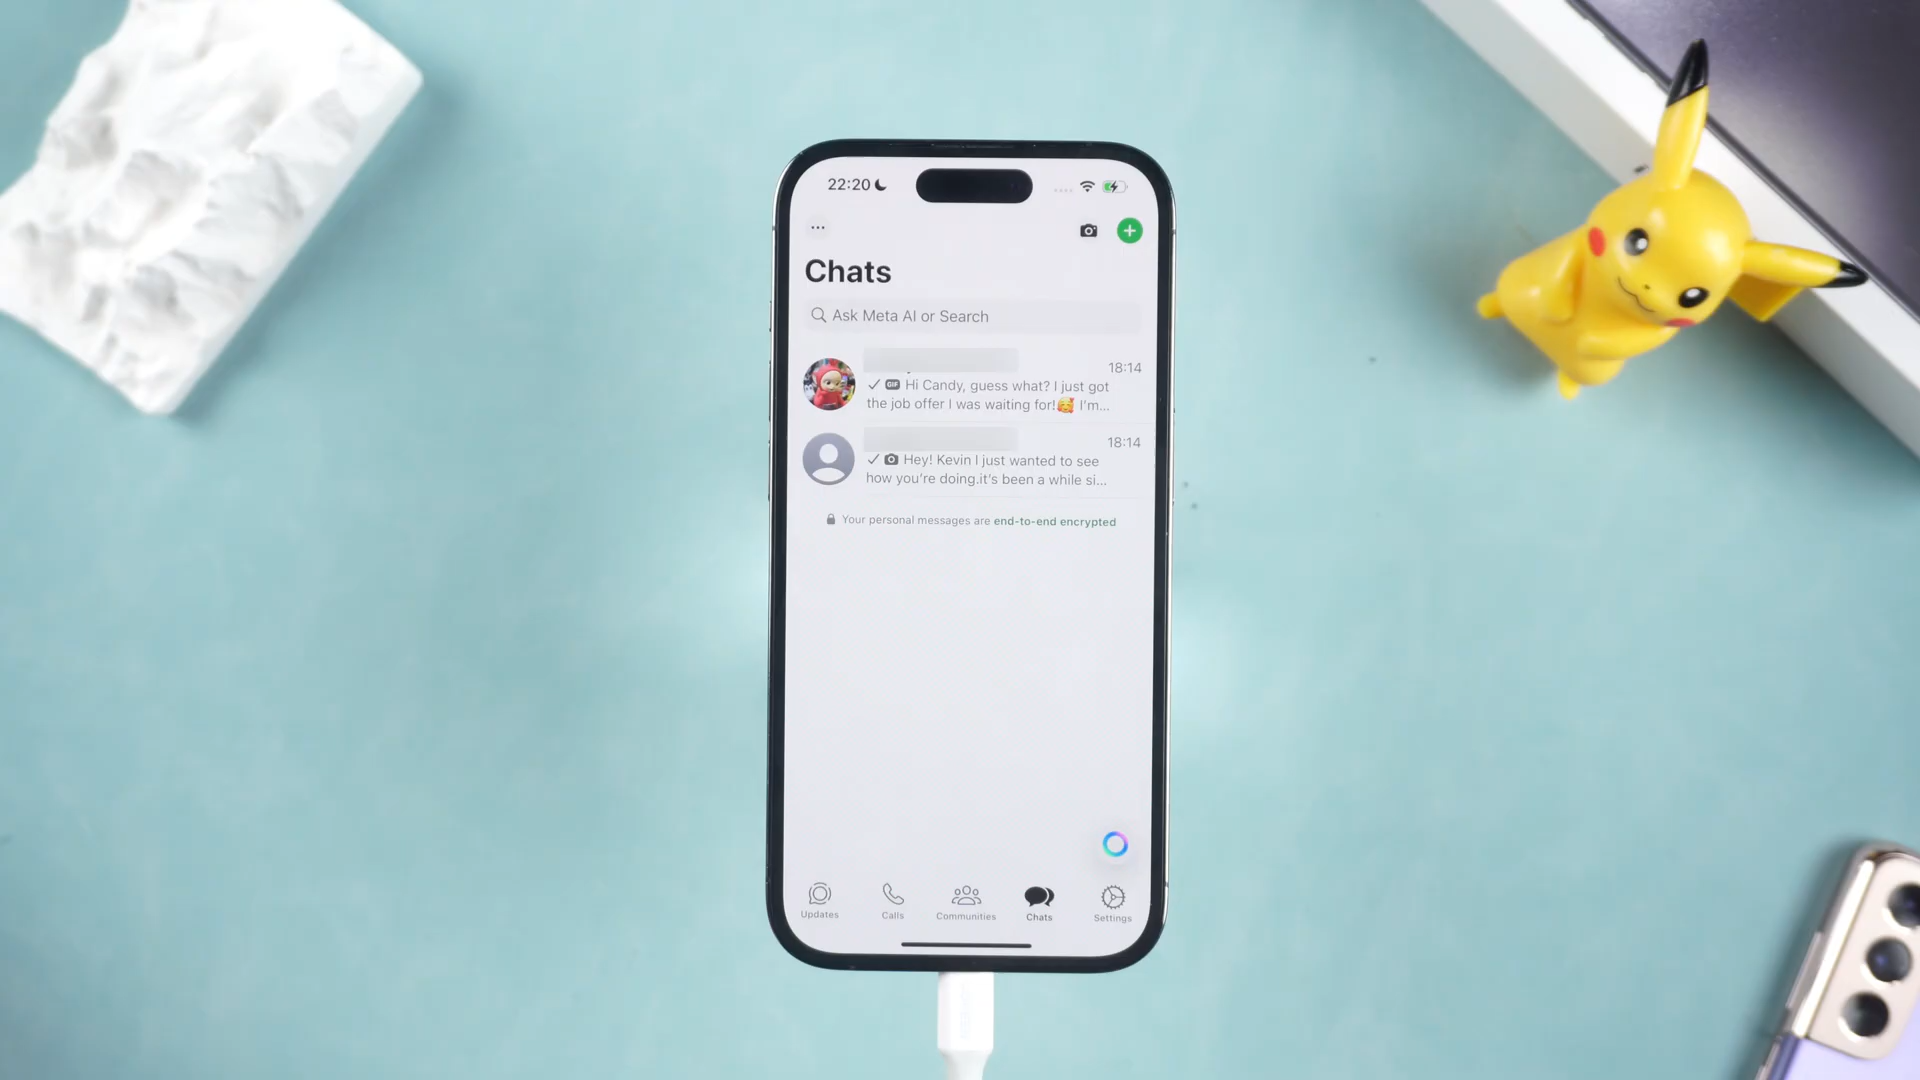 22:20
Chats
Ask Meta AI or Search
18:14
GIF Hi Candy, guess what? I just got
the job offer I was waiting for!🥰 I'm...
18:14
Hey! Kevin I just wanted to see
how you're doing.it's been a while si...
Your personal messages are end-to-end encrypted
Updates
Calls
Communities
Chats
Settings